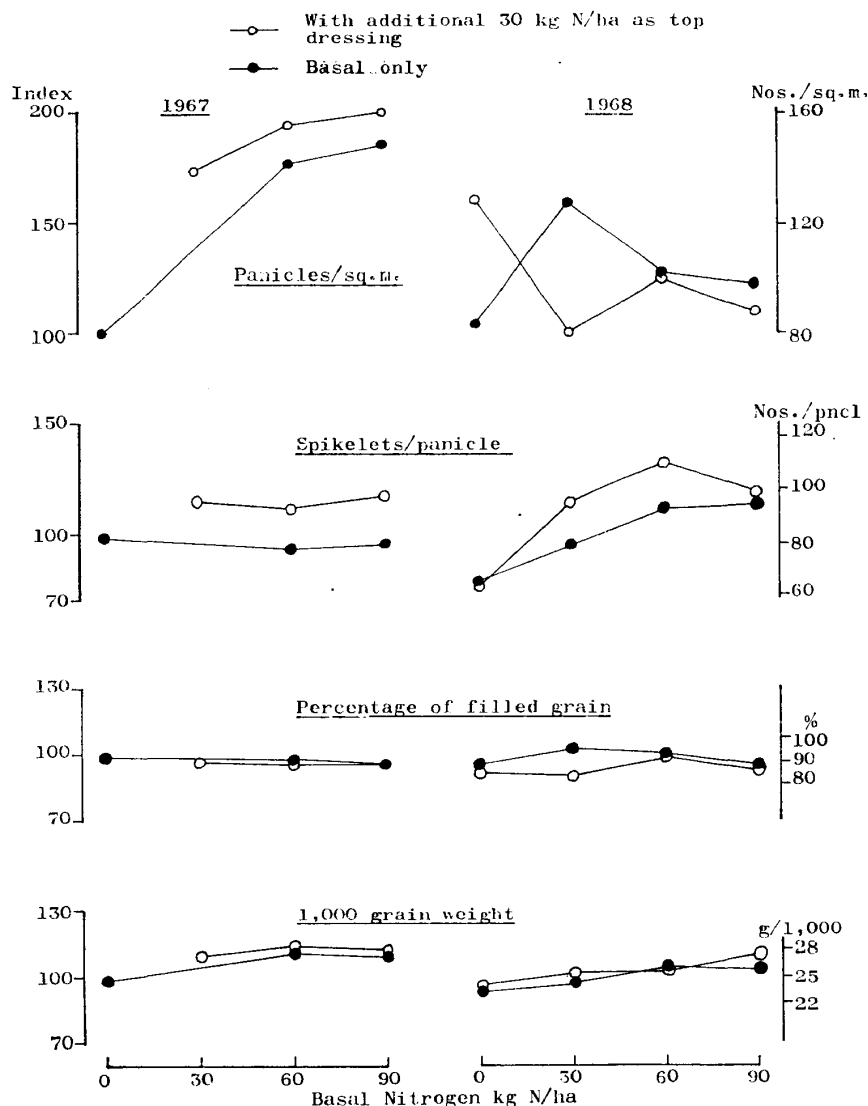 With additional 30 kg N/ha as top
dressing
Basal only
Index
1967
1968
Nos./sq.m.
200
150
100
160
120
80
Panicles/sq.m.
Nos./pncl
150
100
70
Spikelets/panicle
120
100
80
60
130
100
70
Percentage of filled grain
%
100
90
80
130
100
70
1,000 grain weight
g/1,000
28
25
22
0 30 60 90 0 30 60 90
Basal Nitrogen kg N/ha